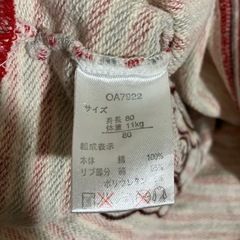 OA7922
サイズ
身長 80
体重 11kg
80
組成表示
本体 綿 100%
リブ部分 綿 95%
ポリウレタン